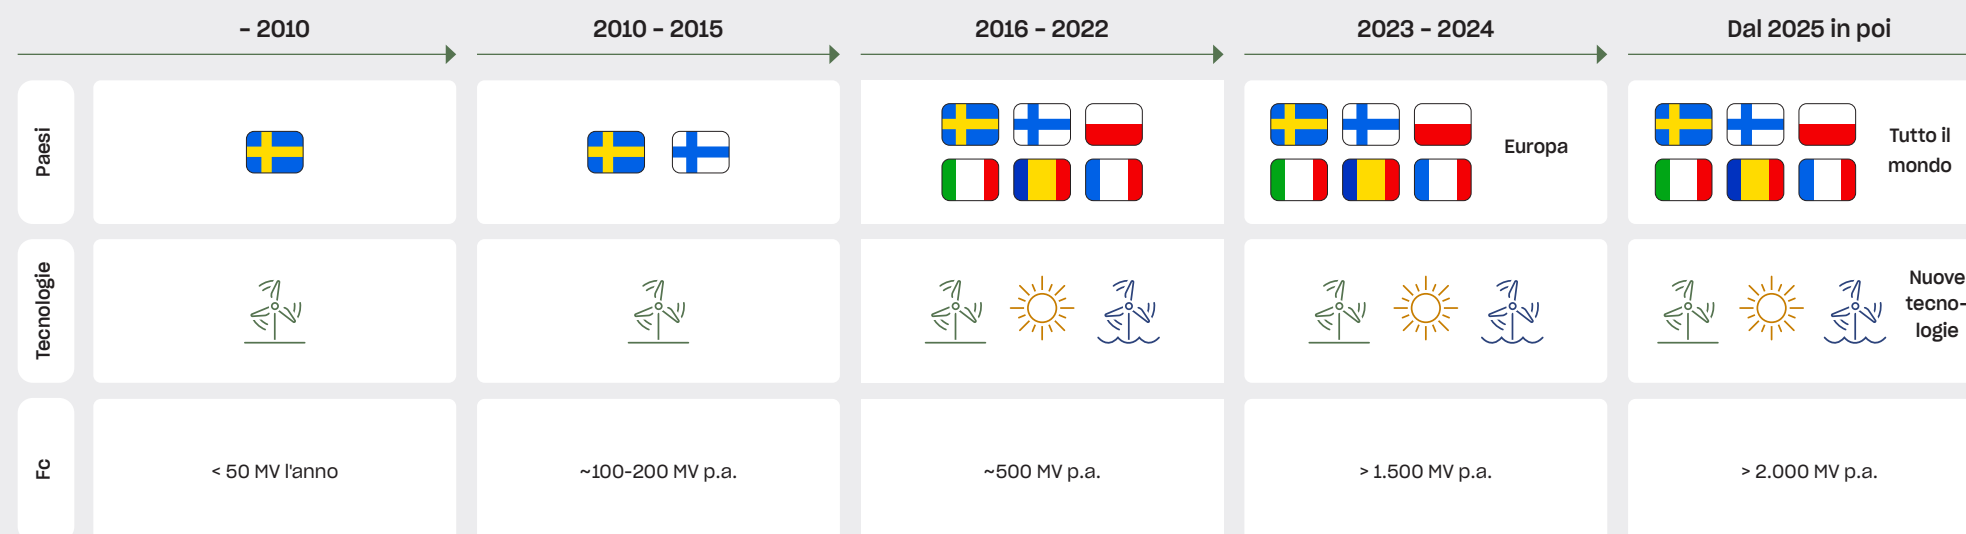 – 2010
2010 – 2015
2016 – 2022
2023 – 2024
Dal 2025 in poi
Paesi
Europa
Tutto il
mondo
Tecnologie
Nuove
tecno-
logie
Fc
< 50 MV l'anno
~100-200 MV p.a.
~500 MV p.a.
> 1.500 MV p.a.
> 2.000 MV p.a.